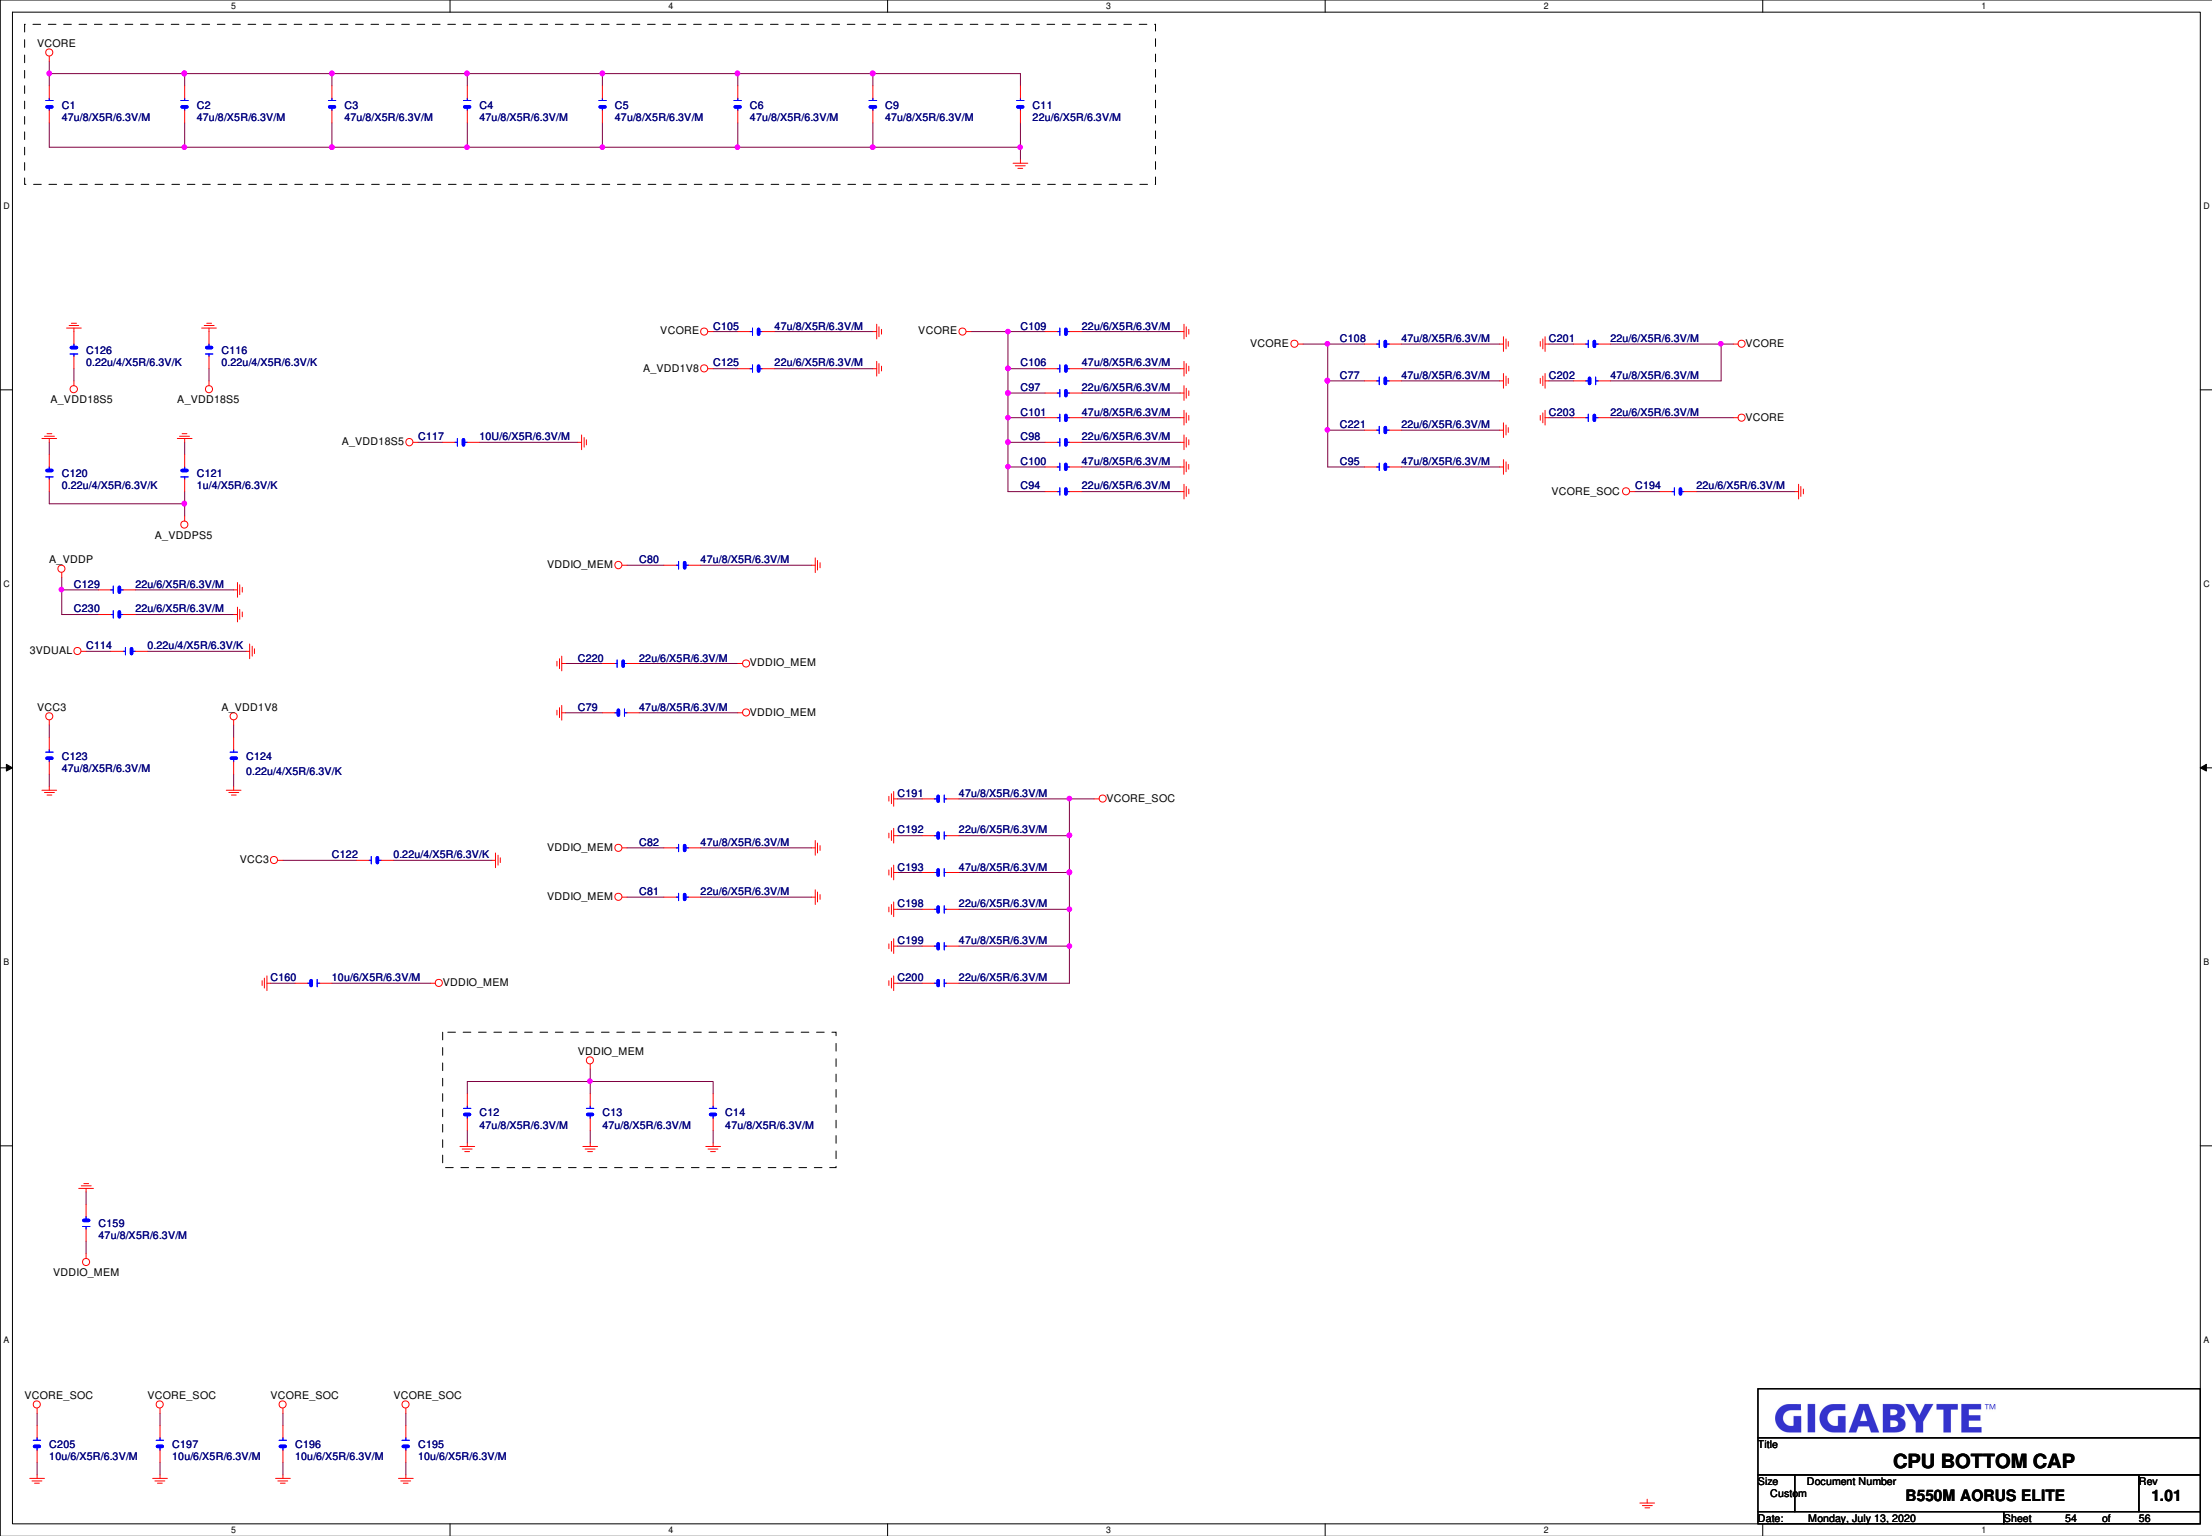 5 4 3 2 1
VCORE
C1 C2 C3 C4 C5 C6 C9 C11
47u/8/X5R/6.3V/M 47u/8/X5R/6.3V/M 47u/8/X5R/6.3V/M 47u/8/X5R/6.3V/M 47u/8/X5R/6.3V/M 47u/8/X5R/6.3V/M 47u/8/X5R/6.3V/M 22u/6/X5R/6.3V/M
D D
C126
0.22u/4/X5R/6.3V/K
A_VDD18S5
C116
0.22u/4/X5R/6.3V/K
A_VDD18S5
VCORE C105 47u/8/X5R/6.3V/M
A_VDD1V8 C125 22u/6/X5R/6.3V/M
VCORE C109 22u/6/X5R/6.3V/M
C106 47u/8/X5R/6.3V/M
C97 22u/6/X5R/6.3V/M
C101 47u/8/X5R/6.3V/M
C98 22u/6/X5R/6.3V/M
C100 47u/8/X5R/6.3V/M
C94 22u/6/X5R/6.3V/M
VCORE C108 47u/8/X5R/6.3V/M
C77 47u/8/X5R/6.3V/M
C221 22u/6/X5R/6.3V/M
C95 47u/8/X5R/6.3V/M
C201 22u/6/X5R/6.3V/M VCORE
C202 47u/8/X5R/6.3V/M
C203 22u/6/X5R/6.3V/M VCORE
VCORE_SOC C194 22u/6/X5R/6.3V/M
A_VDD18S5 C117 10U/6/X5R/6.3V/M
C120
0.22u/4/X5R/6.3V/K
C121
1u/4/X5R/6.3V/K
A_VDDPS5
C C
A_VDDP
C129 22u/6/X5R/6.3V/M
C230 22u/6/X5R/6.3V/M
3VDUAL C114 0.22u/4/X5R/6.3V/K
VDDIO_MEM C80 47u/8/X5R/6.3V/M
C220 22u/6/X5R/6.3V/M VDDIO_MEM
C79 47u/8/X5R/6.3V/M VDDIO_MEM
VCC3
C123
47u/8/X5R/6.3V/M
A_VDD1V8
C124
0.22u/4/X5R/6.3V/K
VCC3 C122 0.22u/4/X5R/6.3V/K
VDDIO_MEM C82 47u/8/X5R/6.3V/M
VDDIO_MEM C81 22u/6/X5R/6.3V/M
C191 47u/8/X5R/6.3V/M VCORE_SOC
C192 22u/6/X5R/6.3V/M
C193 47u/8/X5R/6.3V/M
C198 22u/6/X5R/6.3V/M
C199 47u/8/X5R/6.3V/M
C200 22u/6/X5R/6.3V/M
B B
C160 10u/6/X5R/6.3V/M VDDIO_MEM
VDDIO_MEM
C12 C13 C14
47u/8/X5R/6.3V/M 47u/8/X5R/6.3V/M 47u/8/X5R/6.3V/M
C159
47u/8/X5R/6.3V/M
VDDIO_MEM
A A
VCORE_SOC VCORE_SOC VCORE_SOC VCORE_SOC
C205 C197 C196 C195
10u/6/X5R/6.3V/M 10u/6/X5R/6.3V/M 10u/6/X5R/6.3V/M 10u/6/X5R/6.3V/M
GIGABYTE™
Title
CPU BOTTOM CAP
Size Document Number Rev
Custom B550M AORUS ELITE 1.01
Date: Monday, July 13, 2020 Sheet 54 of 56
5 4 3 2 1